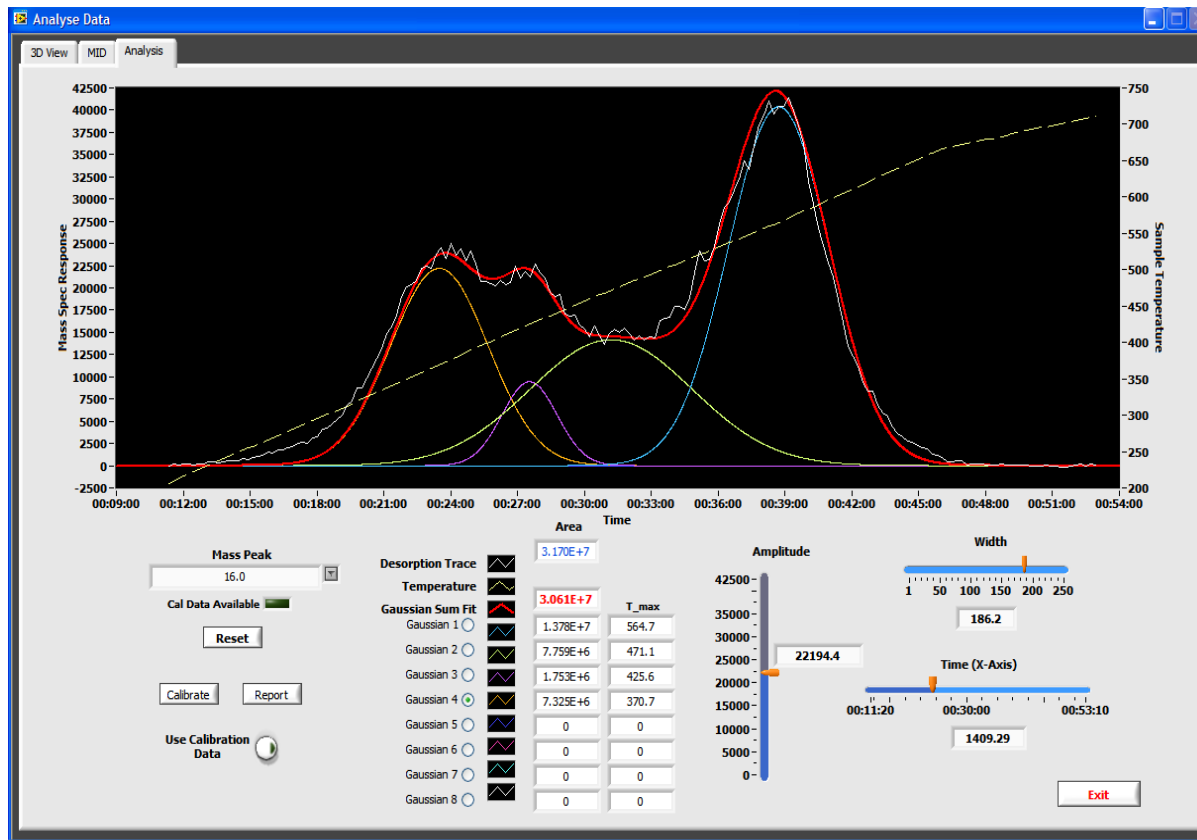 Analyse Data
3D View MID Analysis
42500 750
40000
37500 700
35000
32500 650
30000
27500 600
25000 550
22500
20000 500
17500 450
15000
12500 400
10000
7500 350
5000 300
2500
0 250
-2500 200
Mass Spec Response
Sample Temperature
00:09:00 00:12:00 00:15:00 00:18:00 00:21:00 00:24:00 00:27:00 00:30:00 00:33:00 00:36:00 00:39:00 00:42:00 00:45:00 00:48:00 00:51:00 00:54:00
Time
Mass Peak
16.0
Cal Data Available
Reset
Calibrate Report
Use Calibration
Data
Area
Desorption Trace 3.170E+7
Temperature
Gaussian Sum Fit 3.061E+7 T_max
Gaussian 1 1.378E+7 564.7
Gaussian 2 7.759E+6 471.1
Gaussian 3 1.753E+6 425.6
Gaussian 4 7.325E+6 370.7
Gaussian 5 0 0
Gaussian 6 0 0
Gaussian 7 0 0
Gaussian 8 0 0
Amplitude
42500
35000
30000
25000
20000
15000
10000
5000
0
22194.4
Width
1 50 100 150 200 250
186.2
Time (X-Axis)
00:11:20 00:30:00 00:53:10
1409.29
Exit